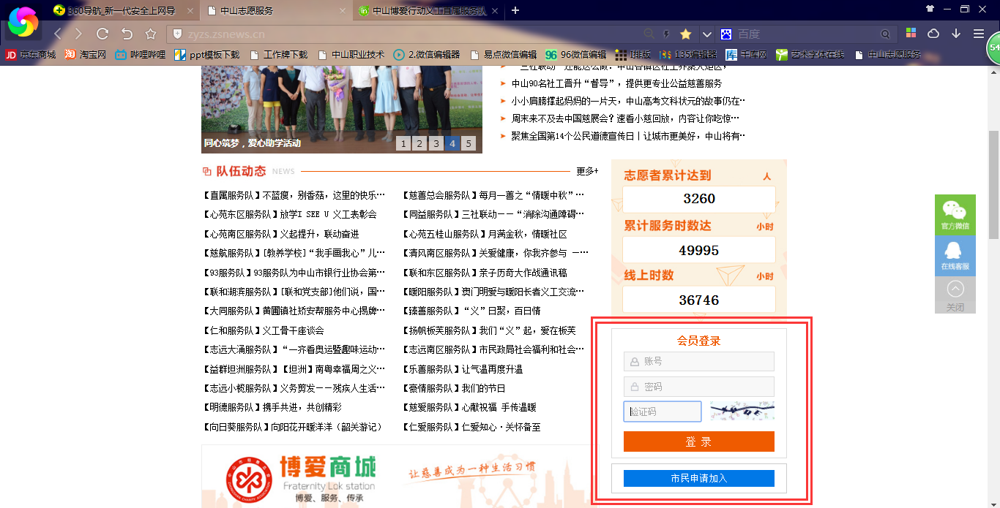 360导航_新一代安全上网导
中山志愿服务
中山博爱行动义工直属服务队
zyzs.zsnews.cn
百度
54
JD 京东商城
淘 淘宝网
哔哩哔哩
ppt模板下载
工作牌下载
中山职业技术
2.微信编辑器
易点微信编辑
96 96微信编辑
i排版
135编辑器
库 千库网
艺术字体在线
中山志愿服务
同心筑梦，爱心助学活动
1 2 3 4 5
中山90名社工晋升“督导”，提供更专业公益慈善服务
小小肩膀撑起妈妈的一片天，中山高考文科状元的故事仍在…
周末来不及去中国慈展会？速看小慈回放，内容让你吃惊…
聚焦全国第14个公民道德宣传日丨让城市更美好，中山将有…
队伍动态 NEWS
更多+
【直属服务队】不蓝瘦，别香菇，这里的快乐…
【心苑东区服务队】放学I SEE U 义工表彰会
【心苑南区服务队】义起提升，联动奋进
【慈航服务队】[教养学校]“我手画我心”儿…
【93服务队】93服务队为中山市银行业协会第…
【联和湖滨服务队】[联和党支部]他们说，国…
【大同服务队】黄圃镇社矫安帮服务中心揭牌…
【仁和服务队】义工骨干座谈会
【志远大涌服务队】“一齐看奥运暨趣味运动…
【益群坦洲服务队】【坦洲】南粤幸福周之义…
【志远小榄服务队】义务剪发——残疾人生活…
【明德服务队】携手共进，共创精彩
【向日葵服务队】向阳花开暖洋洋（韶关游记）
【慈善总会服务队】每月一善之“情暖中秋”…
【同益服务队】三社联动——“消除沟通障碍…
【心苑五桂山服务队】月满金秋，情暖社区
【清风南区服务队】关爱健康，你我齐参与 —…
【联和东区服务队】亲子历奇大作战通讯稿
【暖阳服务队】澳门明爱与暖阳长者义工交流…
【臻善服务队】“义”日聚，百日情
【扬帆板芙服务队】我们“义”起，爱在板芙
【志远南区服务队】市民政局社会福利和社会…
【乐善服务队】让气温再度升温
【豪情服务队】我们的节日
【慈爱服务队】心献祝福 手传温暖
【仁爱服务队】仁爱知心·关怀备至
志愿者累计达到 人
3260
累计服务时数达 小时
49995
线上时数 小时
36746
会员登录
账号
密码
验证码
登 录
市民申请加入
官方微信
在线客服
关闭
博爱商城
Fraternity Lok station
博爱、服务、传承
让慈善成为一种生活习惯